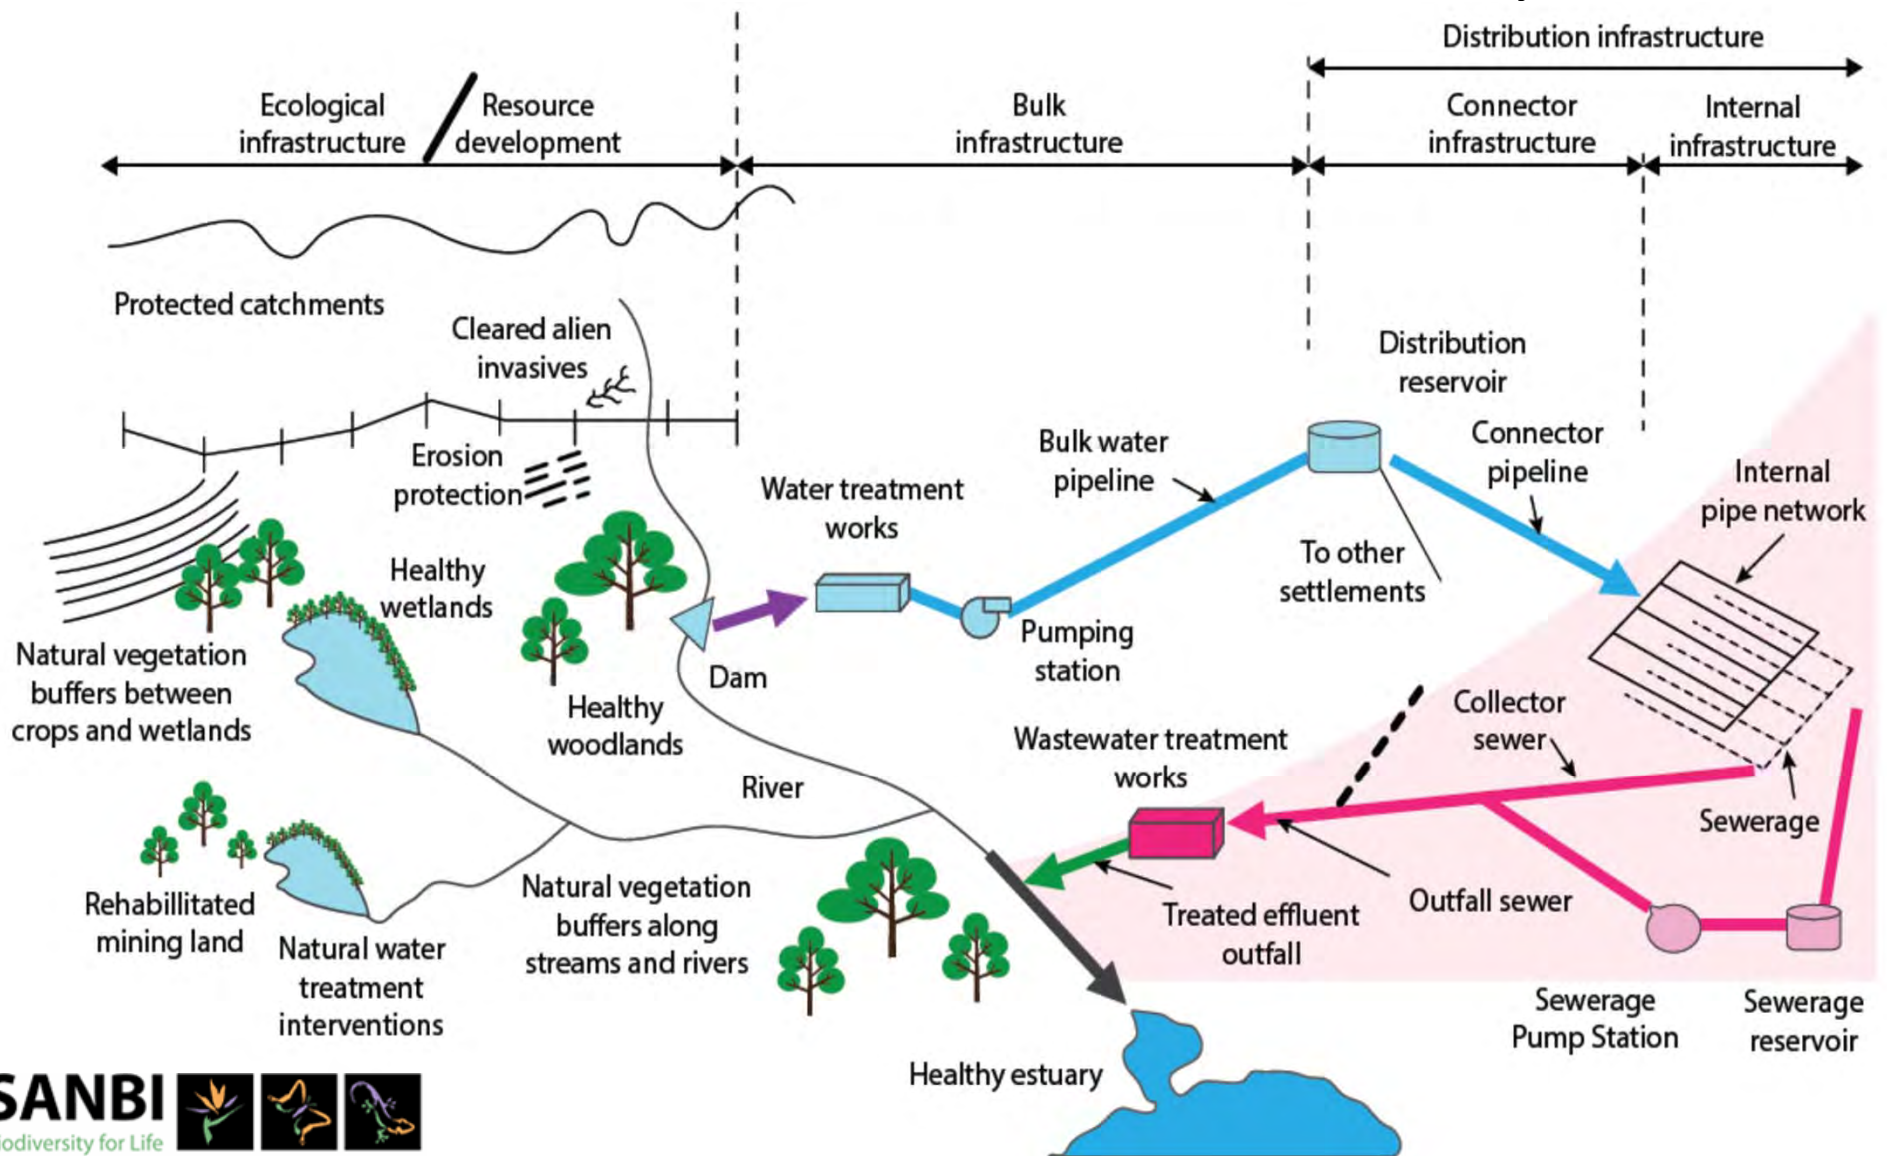 Distribution infrastructure
Ecological
infrastructure
Resource
development
Bulk
infrastructure
Connector
infrastructure
Internal
infrastructure
Protected catchments
Cleared alien
invasives
Erosion
protection
Distribution
reservoir
Bulk water
pipeline
Connector
pipeline
Internal
pipe network
Water treatment
works
To other
settlements
Healthy
wetlands
Pumping
station
Natural vegetation
buffers between
crops and wetlands
Dam
Healthy
woodlands
Collector
sewer
Wastewater treatment
works
River
Sewerage
Rehabillitated
mining land
Natural water
treatment
interventions
Natural vegetation
buffers along
streams and rivers
Treated effluent
outfall
Outfall sewer
Sewerage
Pump Station
Sewerage
reservoir
Healthy estuary
SANBI
iodiversity for Life